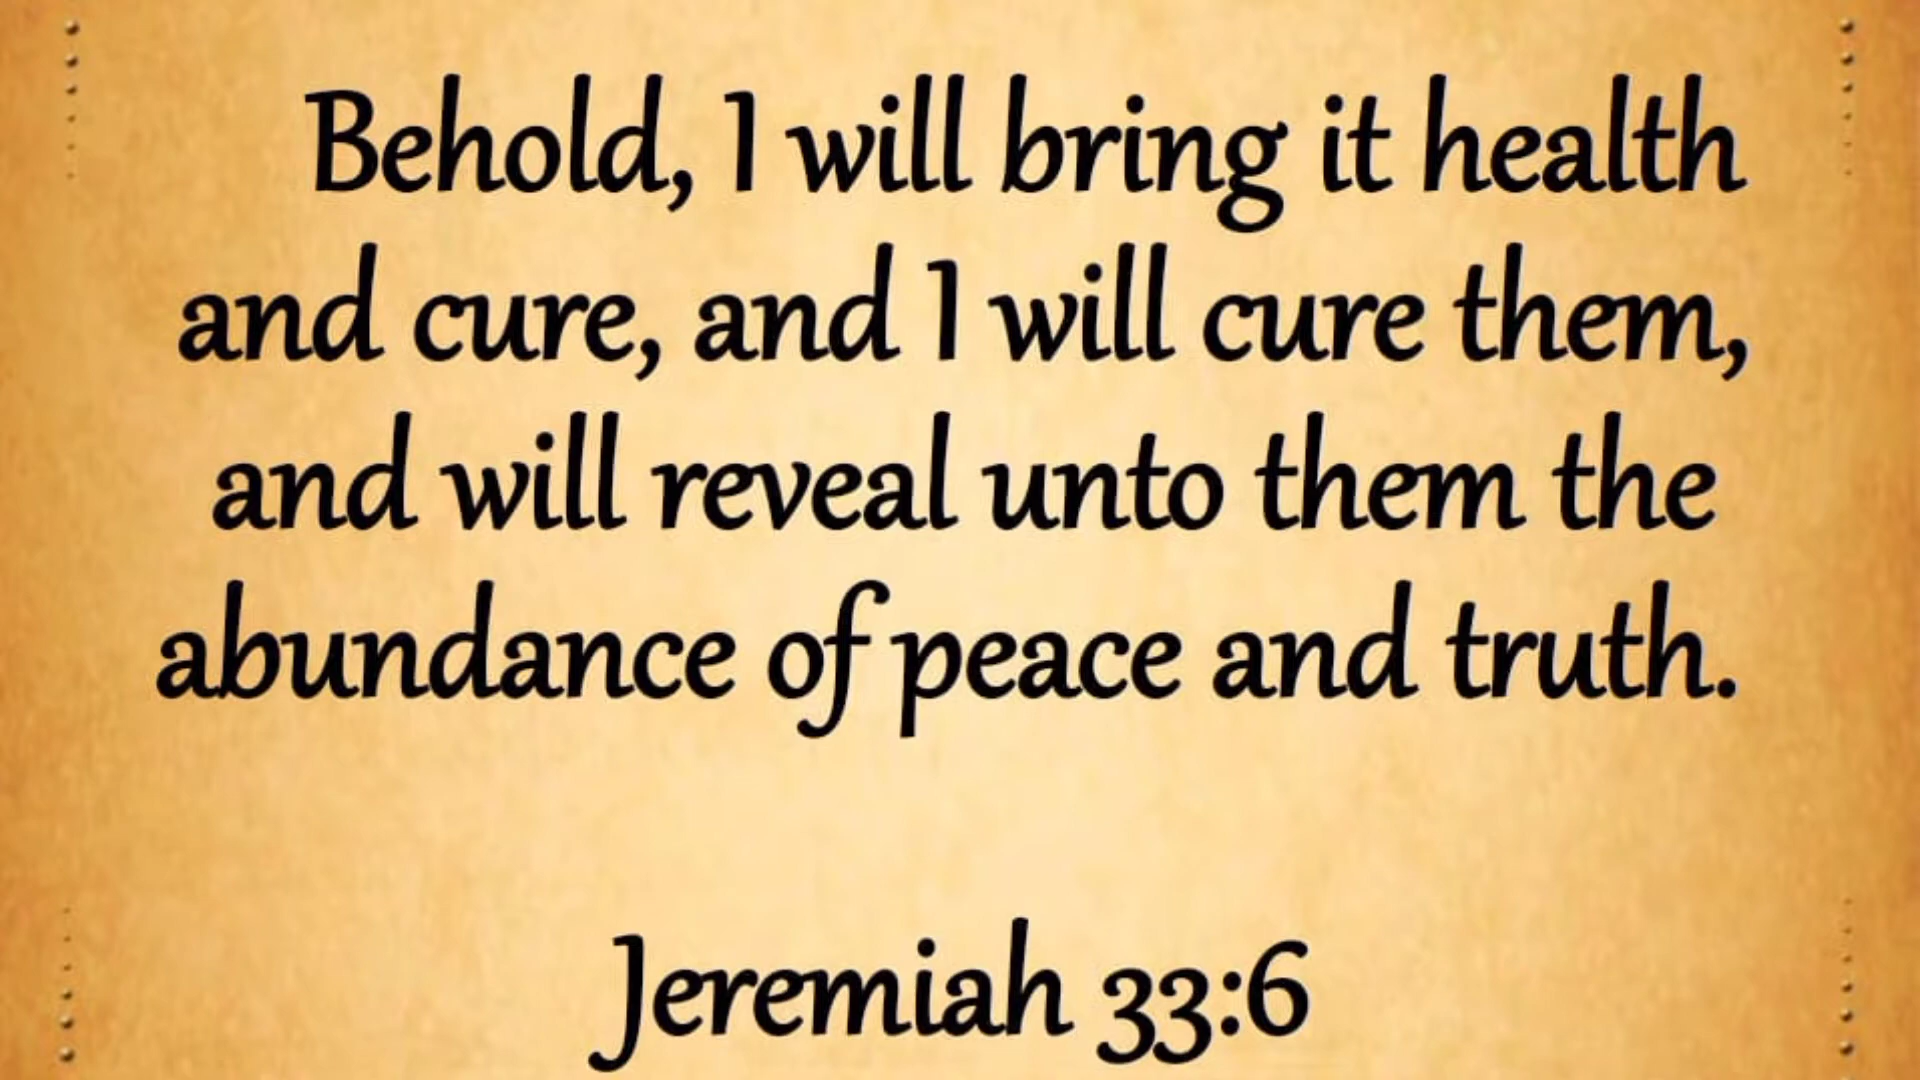 Behold, I will bring it health
and cure, and I will cure them,
and will reveal unto them the
abundance of peace and truth.
Jeremiah 33:6